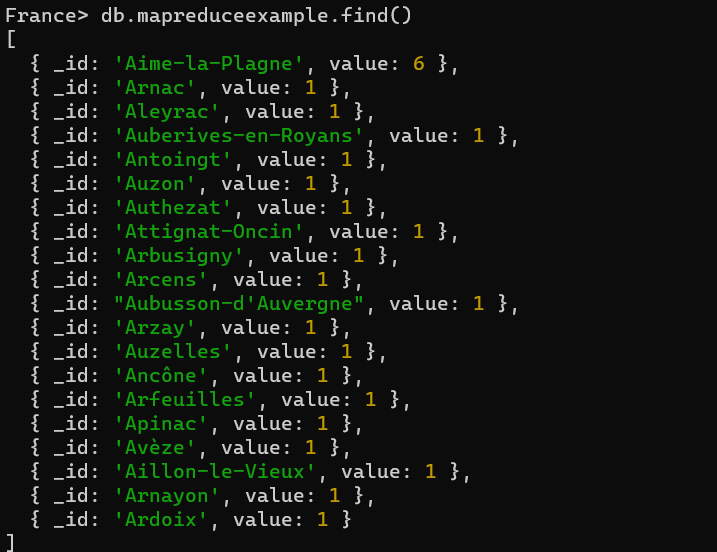 France> db.mapreduceexample.find()
[
  { _id: 'Aime-la-Plagne', value: 6 },
  { _id: 'Arnac', value: 1 },
  { _id: 'Aleyrac', value: 1 },
  { _id: 'Auberives-en-Royans', value: 1 },
  { _id: 'Antoingt', value: 1 },
  { _id: 'Auzon', value: 1 },
  { _id: 'Authezat', value: 1 },
  { _id: 'Attignat-Oncin', value: 1 },
  { _id: 'Arbusigny', value: 1 },
  { _id: 'Arcens', value: 1 },
  { _id: "Aubusson-d'Auvergne", value: 1 },
  { _id: 'Arzay', value: 1 },
  { _id: 'Auzelles', value: 1 },
  { _id: 'Ancône', value: 1 },
  { _id: 'Arfeuilles', value: 1 },
  { _id: 'Apinac', value: 1 },
  { _id: 'Avèze', value: 1 },
  { _id: 'Aillon-le-Vieux', value: 1 },
  { _id: 'Arnayon', value: 1 },
  { _id: 'Ardoix', value: 1 }
]